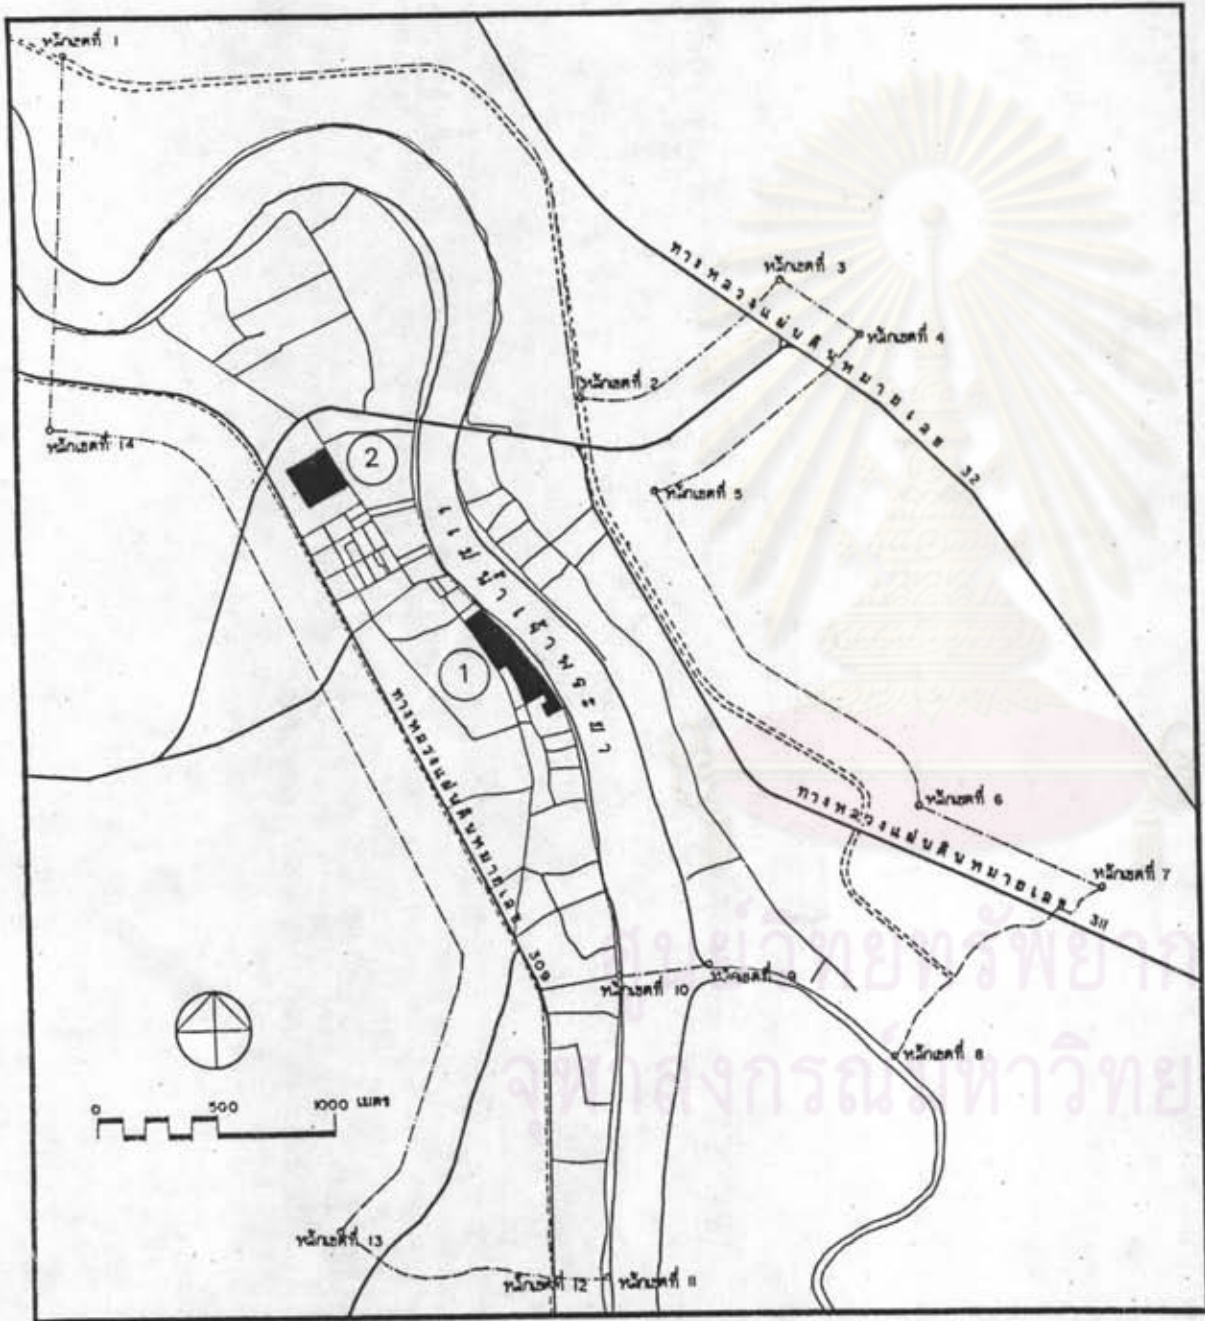 หลักเขตที่ 1
หลักเขตที่ 3
ทางหลวงแผ่นดินหมายเลข 32
หลักเขตที่ 4
หลักเขตที่ 2
หลักเขตที่ 14
2
หลักเขตที่ 5
แม่น้ำเจ้าพระยา
1
ทางหลวงแผ่นดินหมายเลข 309
หลักเขตที่ 6
ทางหลวงแผ่นดินหมายเลข 311
หลักเขตที่ 7
ศูนย์วิทยทรัพยาก
หลักเขตที่ 10
หลักเขตที่
หลักเขตที่ 8
จุฬาลงกรณ์มหาวิทย
0 500 1000 เมตร
หลักเขตที่ 13
หลักเขตที่ 12
หลักเขตที่ 11